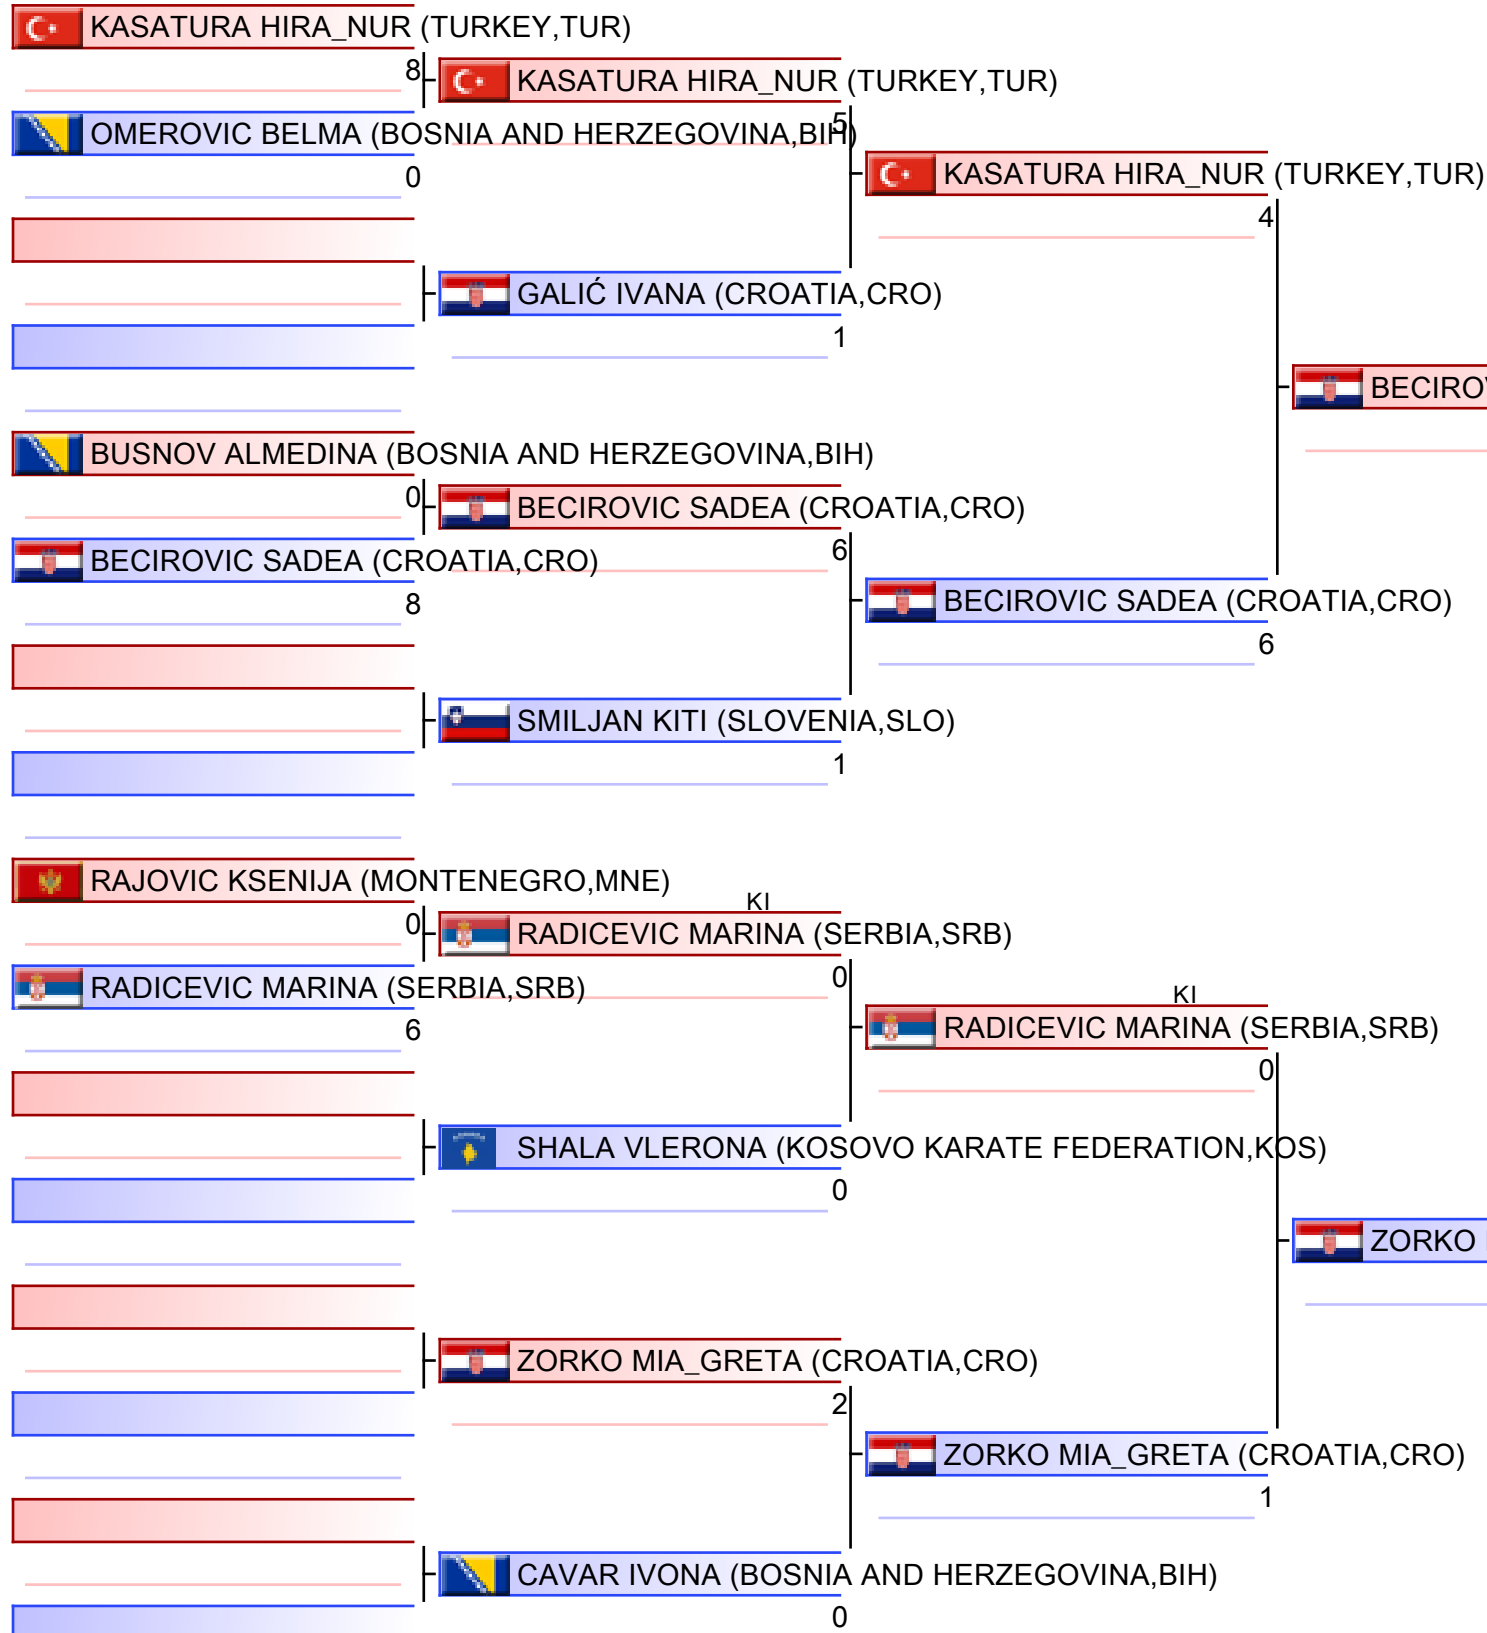 KASATURA HIRA_NUR (TURKEY,TUR)
8
KASATURA HIRA_NUR (TURKEY,TUR)
OMEROVIC BELMA (BOSNIA AND HERZEGOVINA,BIH)
5
0
KASATURA HIRA_NUR (TURKEY,TUR)
4
GALIĆ IVANA (CROATIA,CRO)
1
BECIROV
BUSNOV ALMEDINA (BOSNIA AND HERZEGOVINA,BIH)
0
BECIROVIC SADEA (CROATIA,CRO)
6
BECIROVIC SADEA (CROATIA,CRO)
8
BECIROVIC SADEA (CROATIA,CRO)
6
SMILJAN KITI (SLOVENIA,SLO)
1
RAJOVIC KSENIJA (MONTENEGRO,MNE)
KI
0
RADICEVIC MARINA (SERBIA,SRB)
0
RADICEVIC MARINA (SERBIA,SRB)
6
KI
RADICEVIC MARINA (SERBIA,SRB)
0
SHALA VLERONA (KOSOVO KARATE FEDERATION,KOS)
0
ZORKO
ZORKO MIA_GRETA (CROATIA,CRO)
2
ZORKO MIA_GRETA (CROATIA,CRO)
1
CAVAR IVONA (BOSNIA AND HERZEGOVINA,BIH)
0